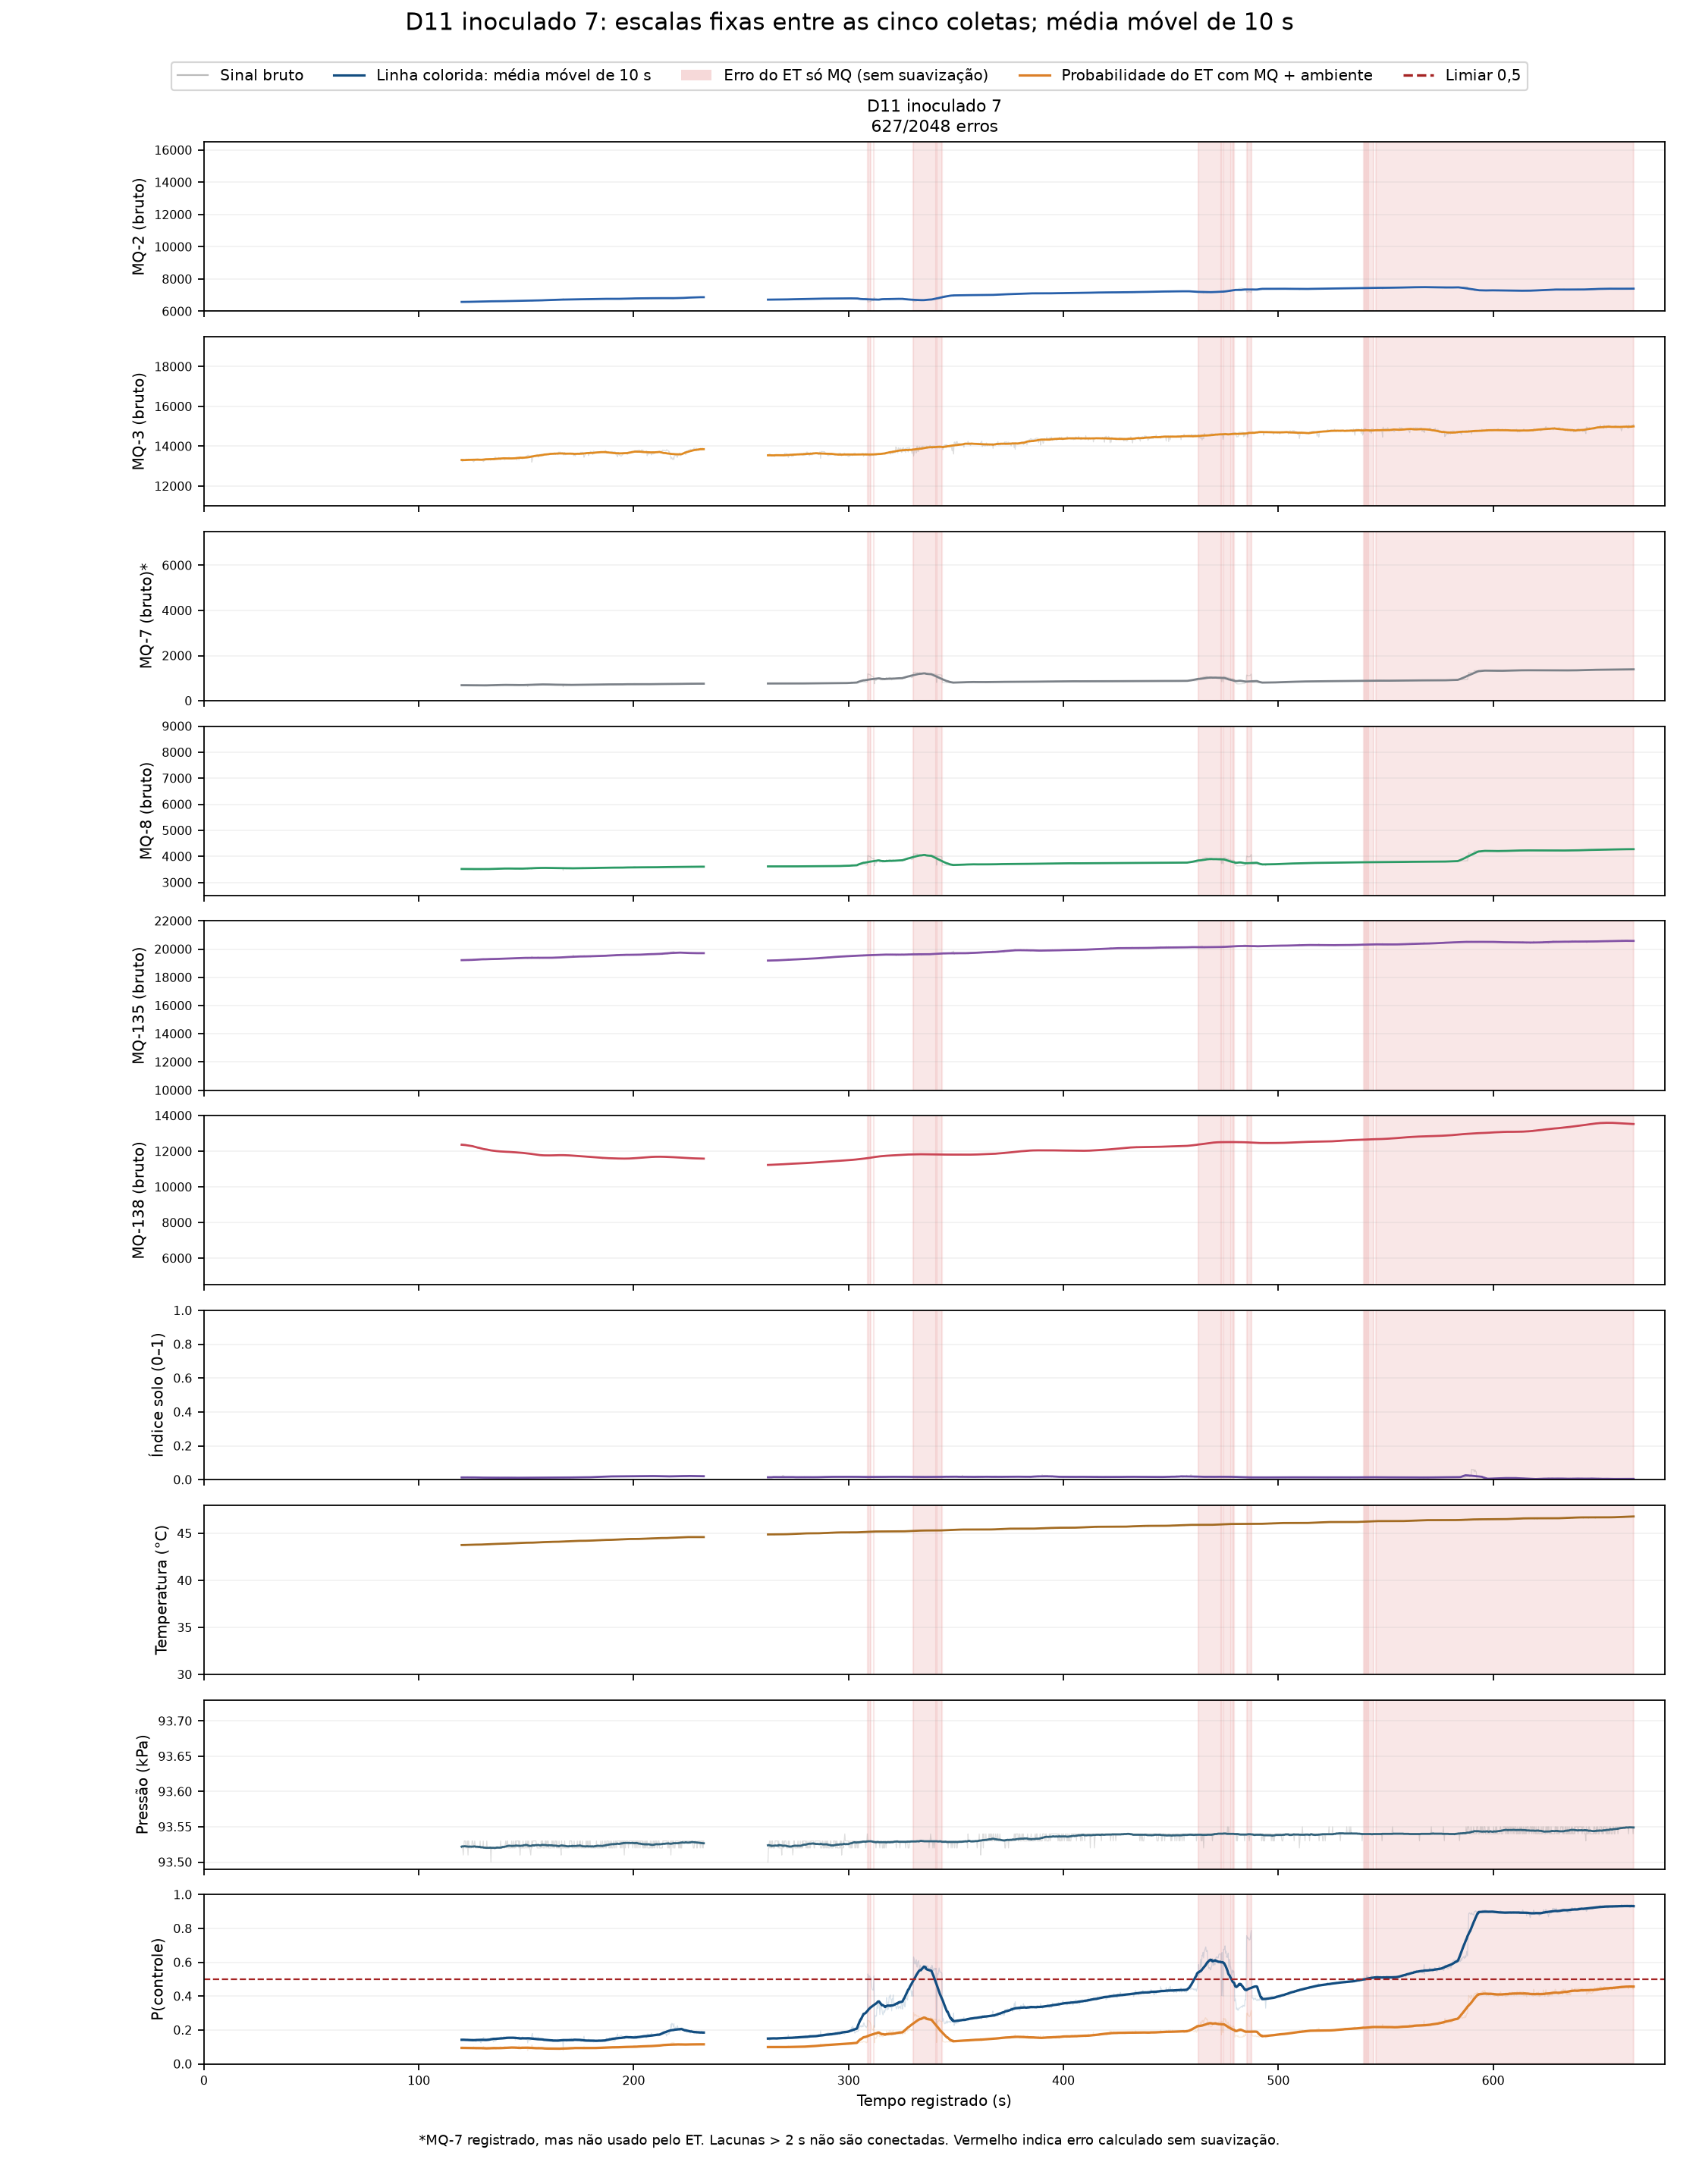 D11 inoculado 7: escalas fixas entre as cinco coletas; média móvel de 10 s
Sinal bruto
Linha colorida: média móvel de 10 s
Erro do ET só MQ (sem suavização)
Probabilidade do ET com MQ + ambiente
Limiar 0,5
D11 inoculado 7
627/2048 erros
MQ-2 (bruto)
16000
14000
12000
10000
8000
6000
MQ-3 (bruto)
18000
16000
14000
12000
MQ-7 (bruto)*
6000
4000
2000
0
MQ-8 (bruto)
9000
8000
7000
6000
5000
4000
3000
MQ-135 (bruto)
22000
20000
18000
16000
14000
12000
10000
MQ-138 (bruto)
14000
12000
10000
8000
6000
Índice solo (0–1)
1.0
0.8
0.6
0.4
0.2
0.0
Temperatura (°C)
45
40
35
30
Pressão (kPa)
93.70
93.65
93.60
93.55
93.50
P(controle)
1.0
0.8
0.6
0.4
0.2
0.0
0 100 200 300 400 500 600
Tempo registrado (s)
*MQ-7 registrado, mas não usado pelo ET. Lacunas > 2 s não são conectadas. Vermelho indica erro calculado sem suavização.